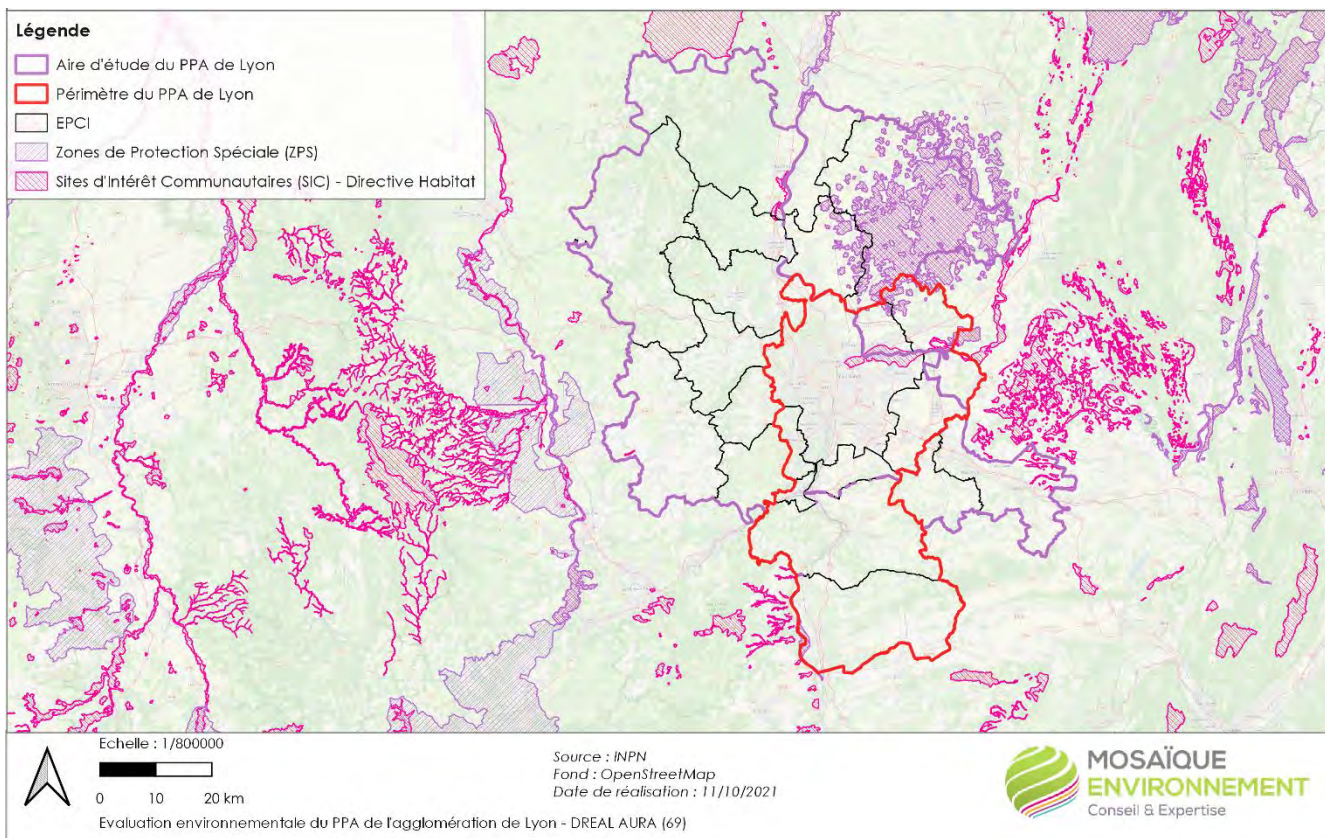 Légende
Aire d'étude du PPA de Lyon
Périmètre du PPA de Lyon
EPCI
Zones de Protection Spéciale (ZPS)
Sites d'Intérêt Communautaires (SIC) - Directive Habitat
Echelle : 1/800000
0 10 20 km
Source : INPN
Fond : OpenStreetMap
Date de réalisation : 11/10/2021
Evaluation environnementale du PPA de l'agglomération de Lyon - DREAL AURA (69)
MOSAÏQUE
ENVIRONNEMENT
Conseil & Expertise